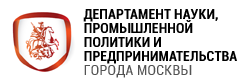 ДЕПАРТАМЕНТ НАУКИ,
ПРОМЫШЛЕННОЙ
ПОЛИТИКИ И
ПРЕДПРИНИМАТЕЛЬСТВА
ГОРОДА МОСКВЫ